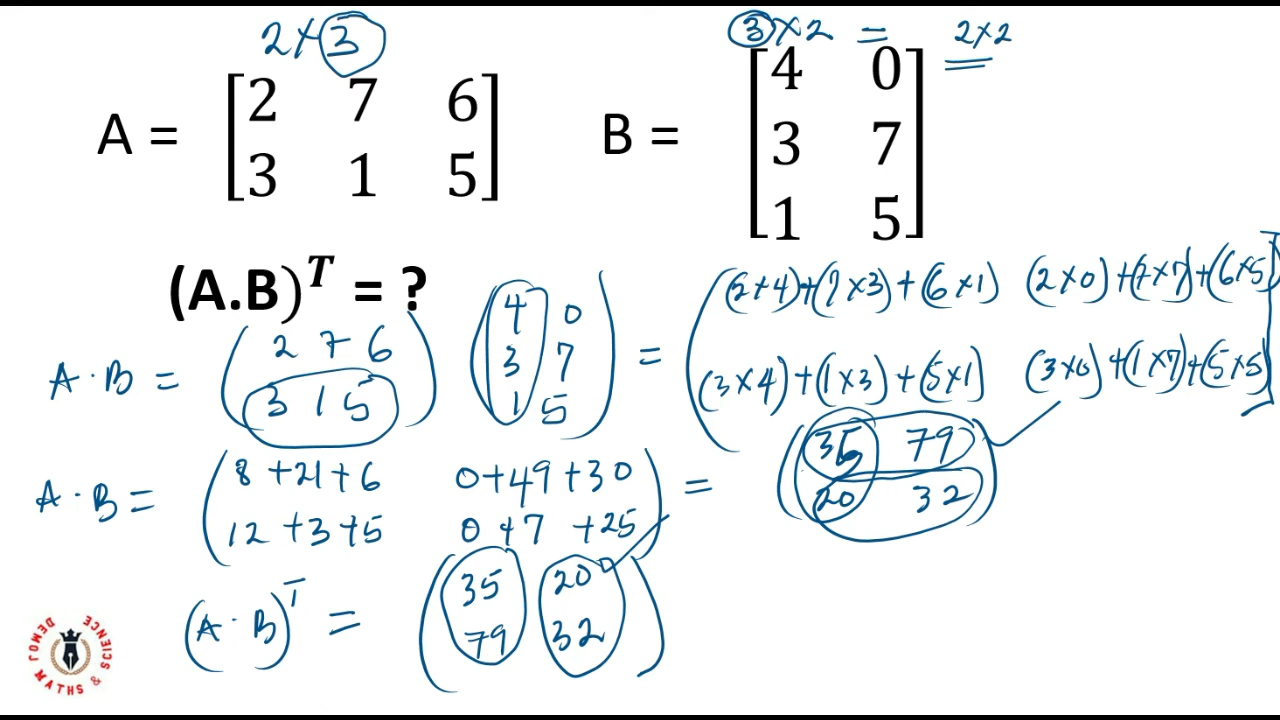 2×3 3×2 = 2×2
A = [2 7 6
3 1 5]
B = [4 0
3 7
1 5]
(A.B)^T = ?
A · B = (2 7 6
3 1 5) (4 0
3 7
1 5) = ((2×4)+(7×3)+(6×1) (2×0)+(7×7)+(6×5)
(3×4)+(1×3)+(5×1) (3×0)+(1×7)+(5×5)]
A · B = (8+21+6 0+49+30
12+3+5 0+7+25) = (35 79
20 32)
(A · B)^T = (35 20
79 32)
DEMOJ MATHS & SCIENCE